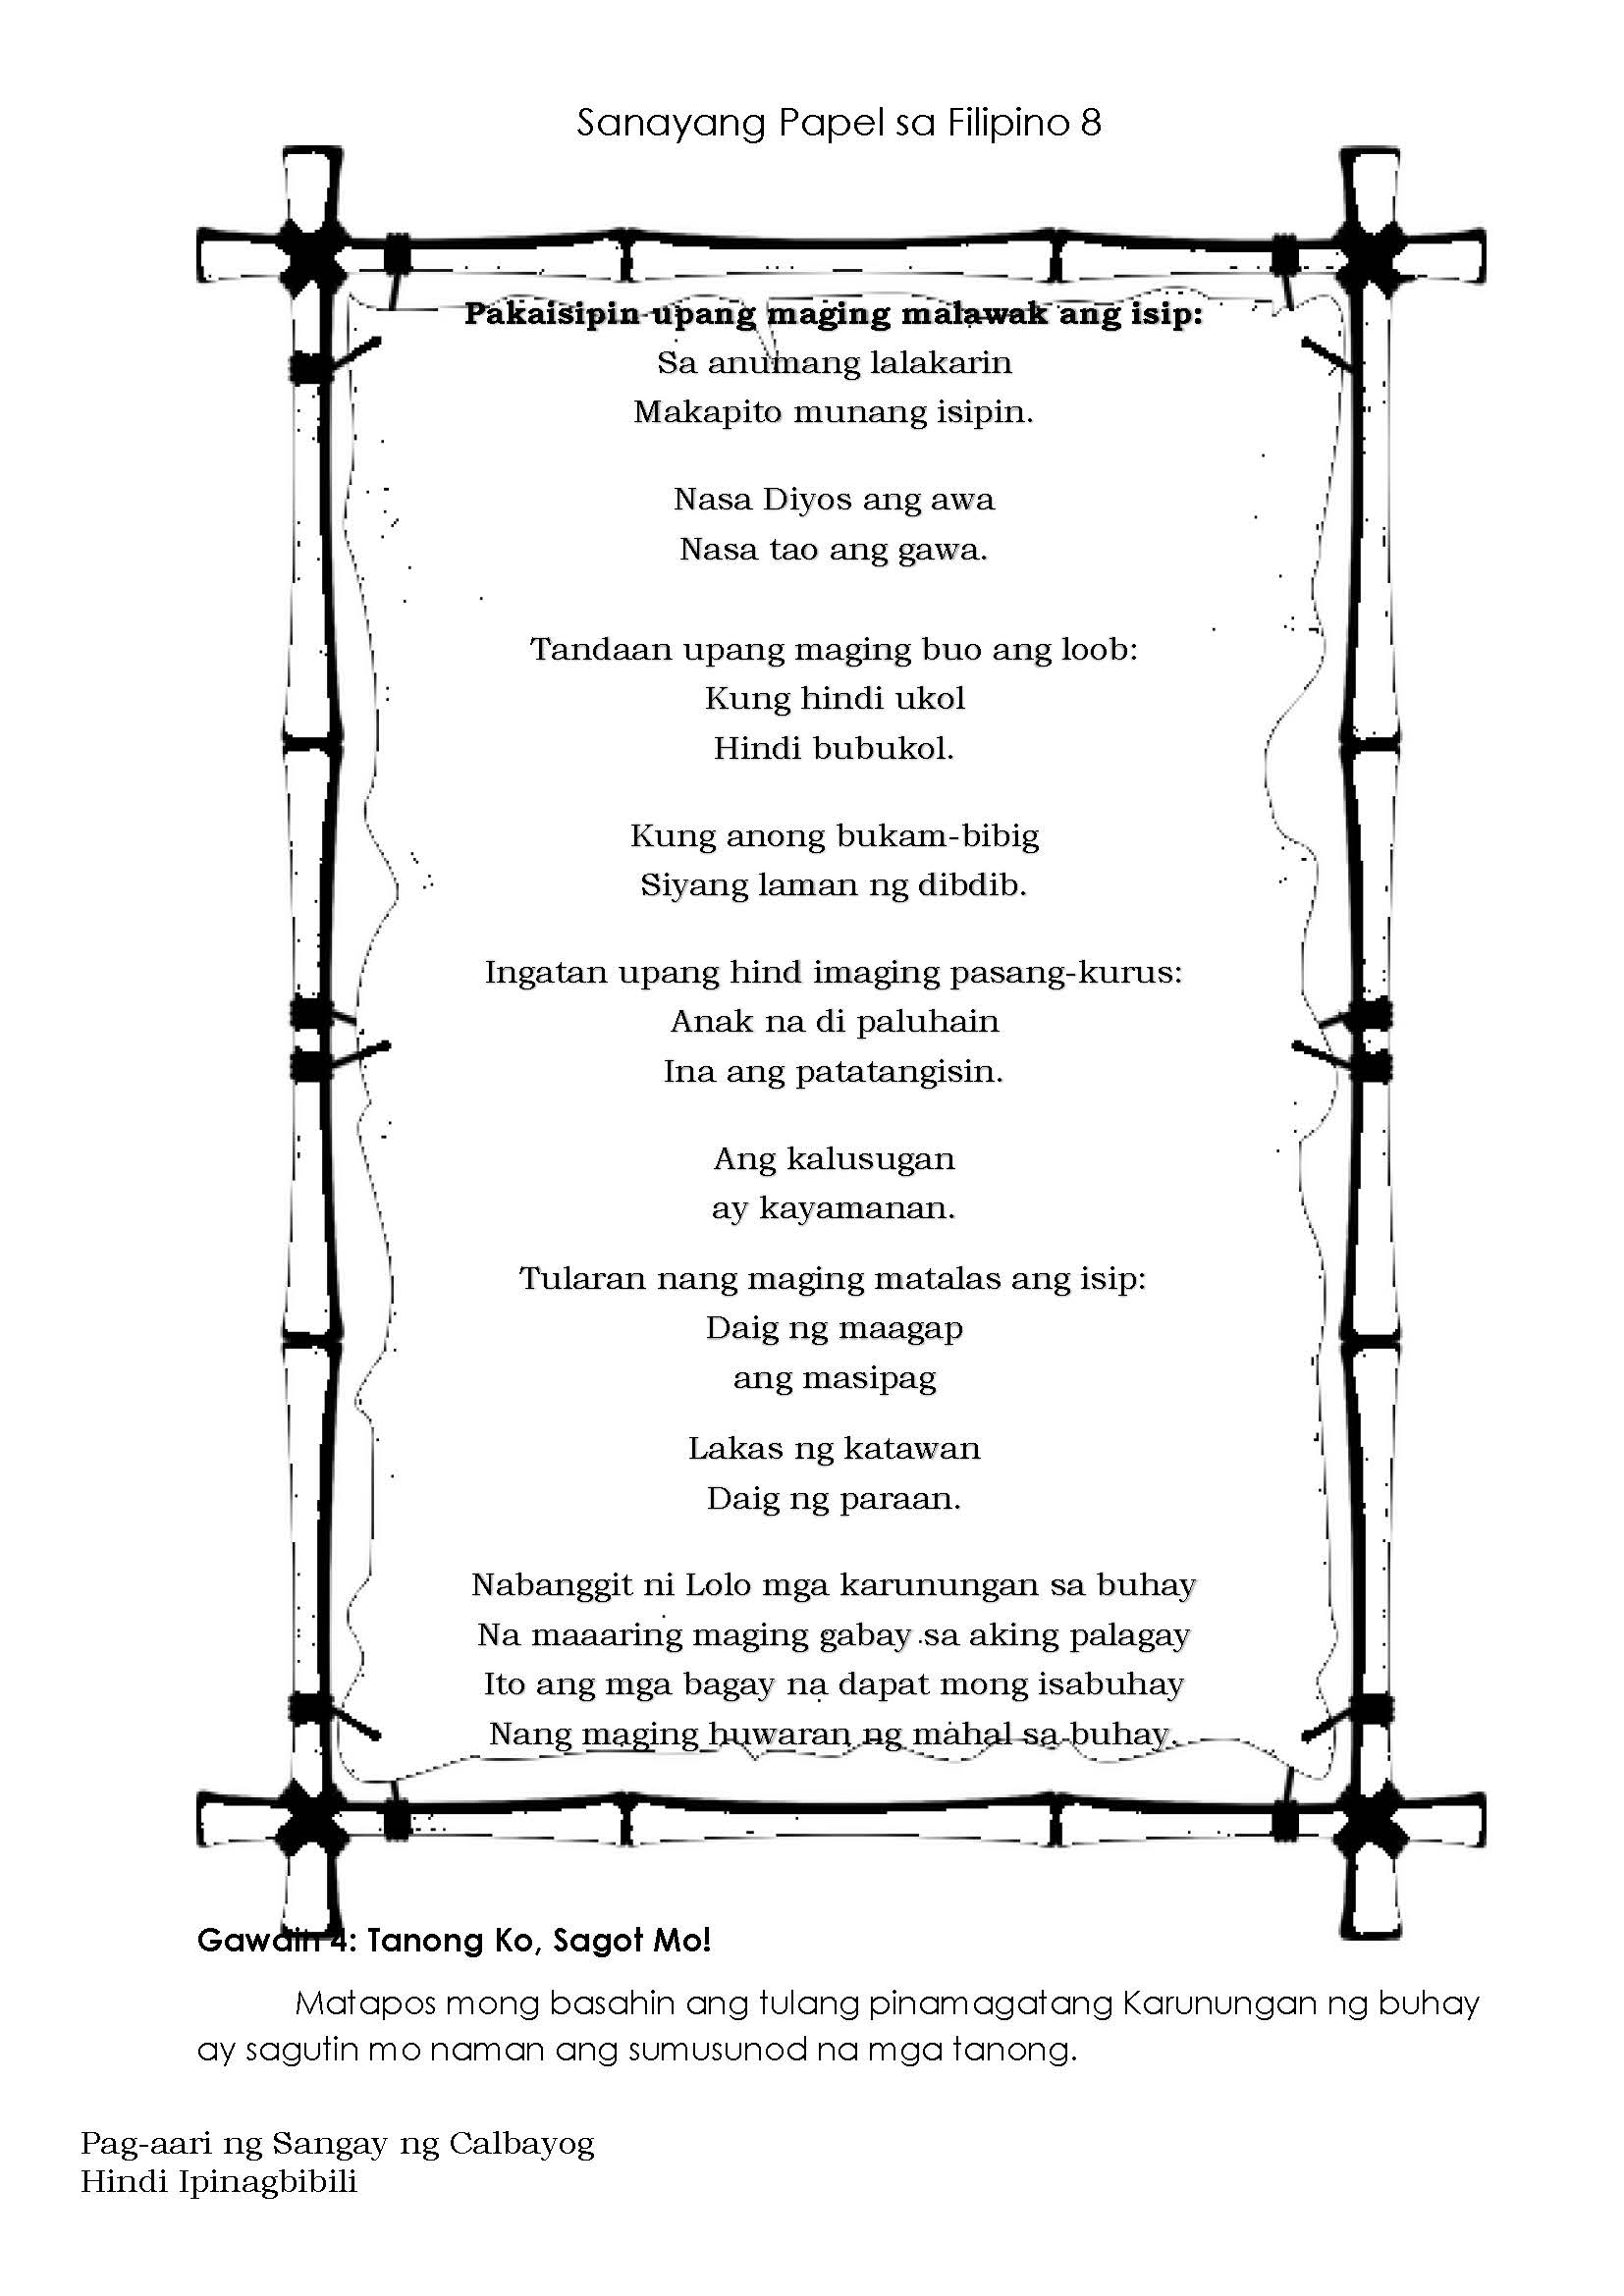 Sanayang Papel sa Filipino 8
Pakaisipin upang maging malawak ang isip:
Sa anumang lalakarin
Makapito munang isipin.
Nasa Diyos ang awa
Nasa tao ang gawa.
Tandaan upang maging buo ang loob:
Kung hindi ukol
Hindi bubukol.
Kung anong bukam-bibig
Siyang laman ng dibdib.
Ingatan upang hind imaging pasang-kurus:
Anak na di paluhain
Ina ang patatangisin.
Ang kalusugan
ay kayamanan.
Tularan nang maging matalas ang isip:
Daig ng maagap
ang masipag
Lakas ng katawan
Daig ng paraan.
Nabanggit ni Lolo mga karunungan sa buhay
Na maaaring maging gabay sa aking palagay
Ito ang mga bagay na dapat mong isabuhay
Nang maging huwaran ng mahal sa buhay.
Gawain 4: Tanong Ko, Sagot Mo!
Matapos mong basahin ang tulang pinamagatang Karunungan ng buhay
ay sagutin mo naman ang sumusunod na mga tanong.
Pag-aari ng Sangay ng Calbayog
Hindi Ipinagbibili